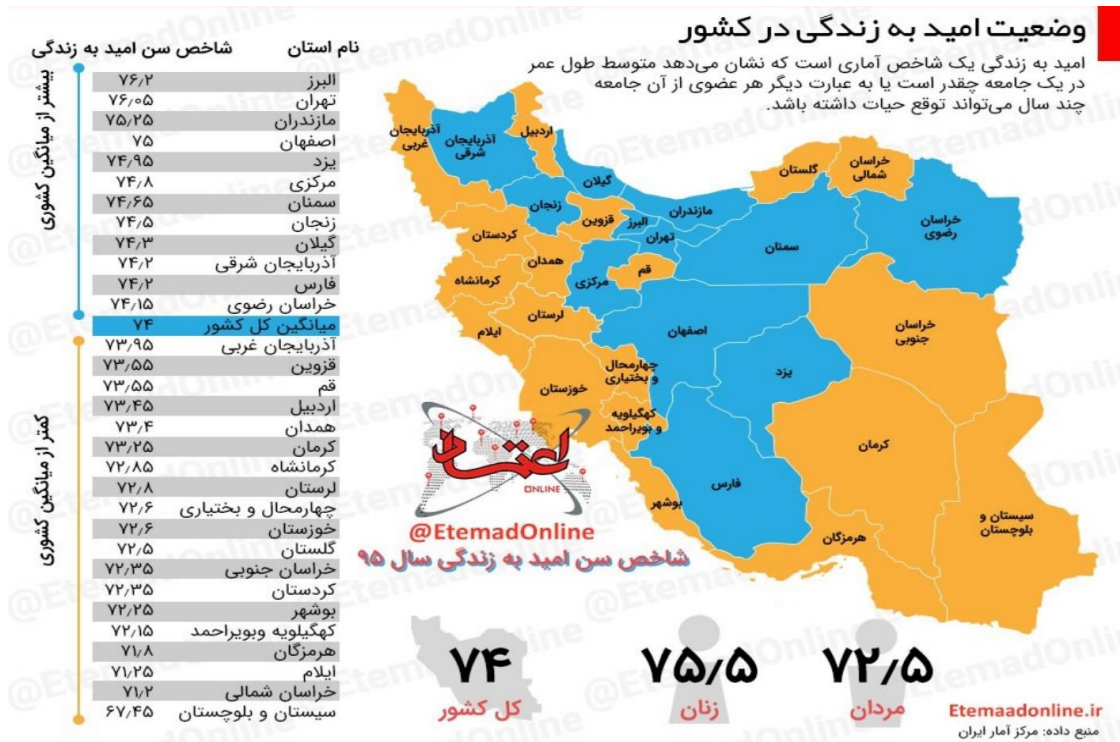 وضعیت امید به زندگی در کشور
امید به زندگی یک شاخص آماری است که نشان می‌دهد متوسط طول عمر
در یک جامعه چقدر است یا به عبارت دیگر هر عضوی از آن جامعه
چند سال می‌تواند توقع حیات داشته باشد.
نام استان شاخص سن امید به زندگی
بیشتر از میانگین کشوری
البرز ۷۶٫۲
تهران ۷۶٫۰۵
مازندران ۷۵٫۲۵
اصفهان ۷۵
یزد ۷۴٫۹۵
مرکزی ۷۴٫۸
سمنان ۷۴٫۶۵
زنجان ۷۴٫۵
گیلان ۷۴٫۳
آذربایجان شرقی ۷۴٫۲
فارس ۷۴٫۲
خراسان رضوی ۷۴٫۱۵
میانگین کل کشور ۷۴
کمتر از میانگین کشوری
آذربایجان غربی ۷۳٫۹۵
قزوین ۷۳٫۵۵
قم ۷۳٫۵۵
اردبیل ۷۳٫۴۵
همدان ۷۳٫۴
کرمان ۷۳٫۲۵
کرمانشاه ۷۲٫۸۵
لرستان ۷۲٫۸
چهارمحال و بختیاری ۷۲٫۶
خوزستان ۷۲٫۶
گلستان ۷۲٫۵
خراسان جنوبی ۷۲٫۳۵
کردستان ۷۲٫۳۵
بوشهر ۷۲٫۲۵
کهگیلویه وبویراحمد ۷۲٫۱۵
هرمزگان ۷۱٫۸
ایلام ۷۱٫۲۵
خراسان شمالی ۷۱٫۲
سیستان و بلوچستان ۶۷٫۴۵
آذربایجان
غربی
آذربایجان
شرقی
اردبیل
گیلان
زنجان
قزوین
البرز
تهران
مازندران
گلستان
خراسان
شمالی
خراسان
رضوی
سمنان
کردستان
همدان
مرکزی
قم
کرمانشاه
لرستان
ایلام
اصفهان
خراسان
جنوبی
یزد
چهارمحال
و بختیاری
خوزستان
کهگیلویه
و بویراحمد
کرمان
فارس
بوشهر
هرمزگان
سیستان و
بلوچستان
اعتماد
ONLINE
@EtemadOnline
شاخص سن امید به زندگی سال ۹۵
۷۲٫۵
مردان
۷۵٫۵
زنان
۷۴
کل کشور
Etemaadonline.ir
منبع داده: مرکز آمار ایران